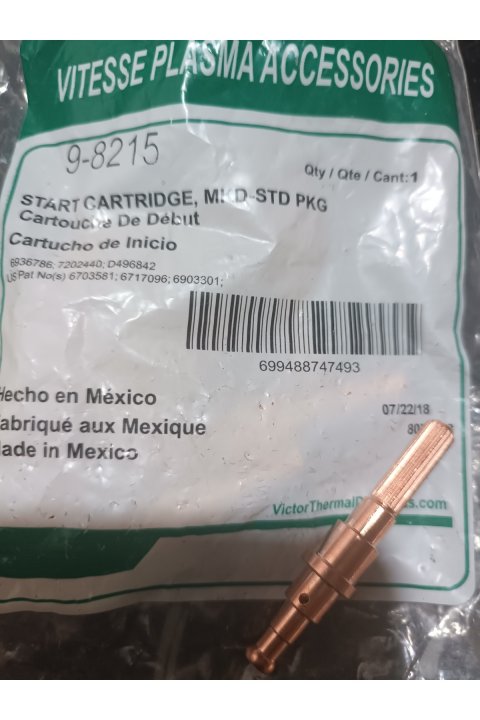 VITESSE PLASMA ACCESSORIES
9-8215
Qty / Qte / Cant:1
START CARTRIDGE, PKG
Cartouche De Début
Cartucho de Inicio
6936786; 7202440; D496842
US Pat No(s) 6703581; 6717096; 6903301;
699488747493
Hecho en México
Fabriqué aux Mexique
Made in Mexico
07/22/18